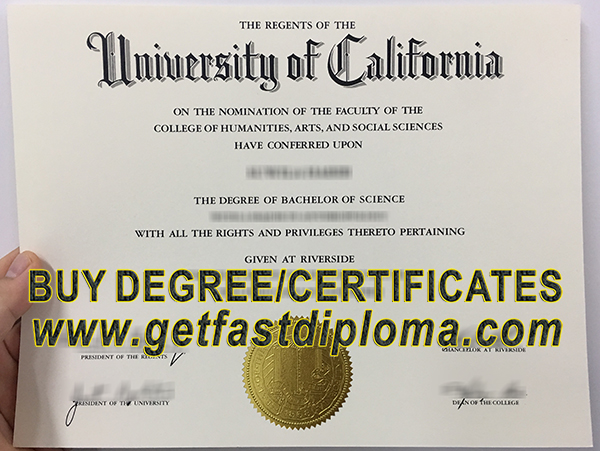 THE REGENTS OF THE
University of California
ON THE NOMINATION OF THE FACULTY OF THE
COLLEGE OF HUMANITIES, ARTS, AND SOCIAL SCIENCES
HAVE CONFERRED UPON
THE DEGREE OF BACHELOR OF SCIENCE
WITH ALL THE RIGHTS AND PRIVILEGES THERETO PERTAINING
GIVEN AT RIVERSIDE
BUY DEGREE/CERTIFICATES
www.getfastdiploma.com
PRESIDENT OF THE REGENTS
CHANCELLOR AT RIVERSIDE
PRESIDENT OF THE UNIVERSITY
DEAN OF THE COLLEGE